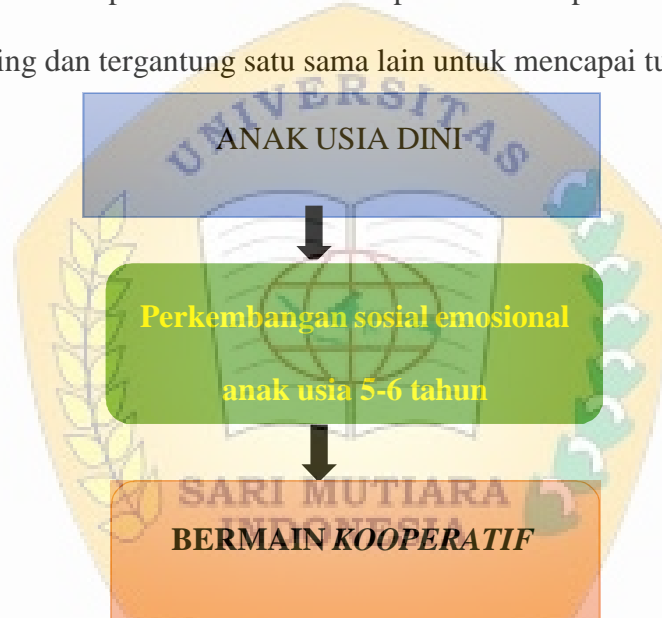 ing dan tergantung satu sama lain untuk mencapai tu
UNIVERSITAS
ANAK USIA DINI
Perkembangan sosial emosional
anak usia 5-6 tahun
SARI MUTIARA
INDONESIA
BERMAIN KOOPERATIF